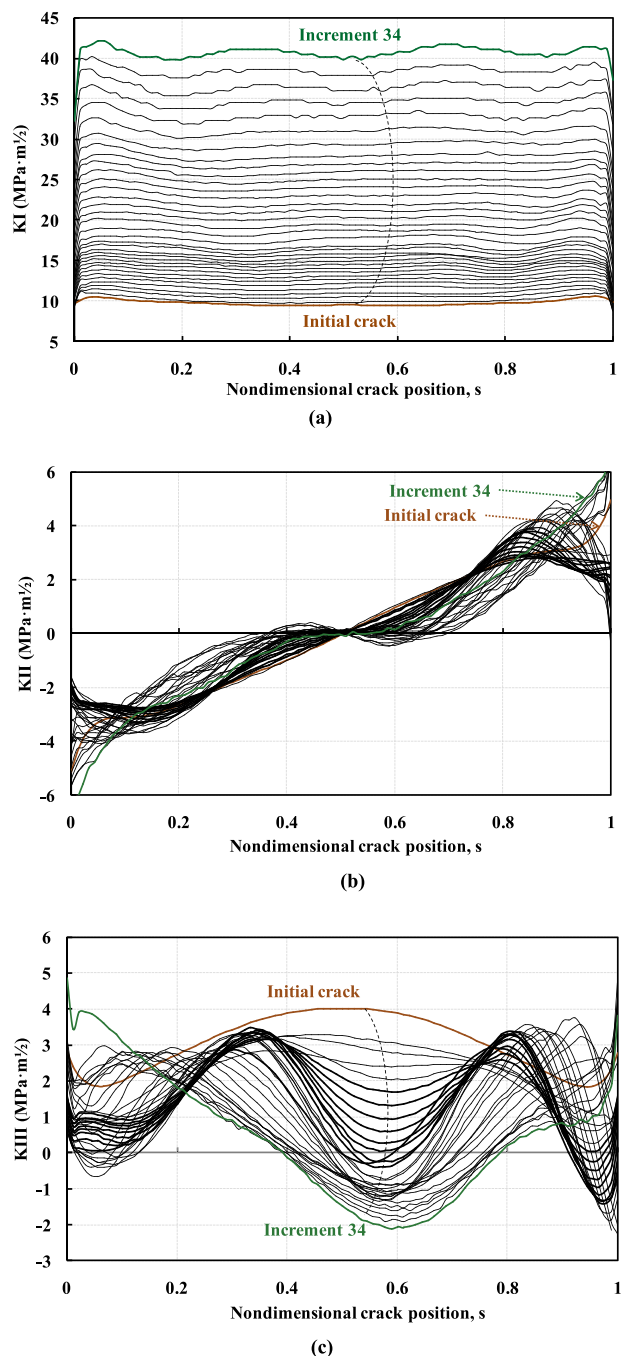 45
40
35
30
25
20
15
10
5
KI (MPa·m½)
Increment 34
Initial crack
0 0.2 0.4 0.6 0.8 1
Nondimensional crack position, s
(a)
6
4
2
0
-2
-4
-6
KII (MPa·m½)
Increment 34
Initial crack
0 0.2 0.4 0.6 0.8 1
Nondimensional crack position, s
(b)
6
5
4
3
2
1
0
-1
-2
-3
KIII (MPa·m½)
Initial crack
Increment 34
0 0.2 0.4 0.6 0.8 1
Nondimensional crack position, s
(c)